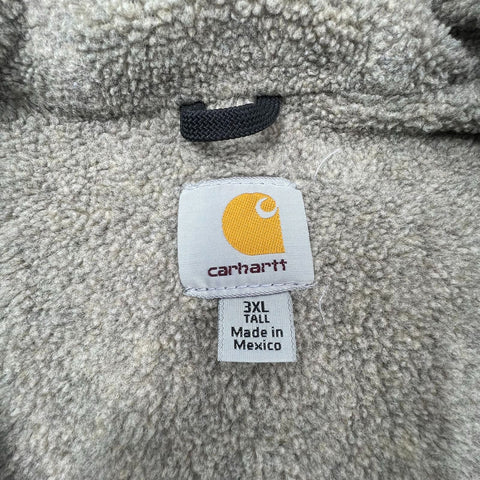 carhartt
3XL
TALL
Made in
Mexico